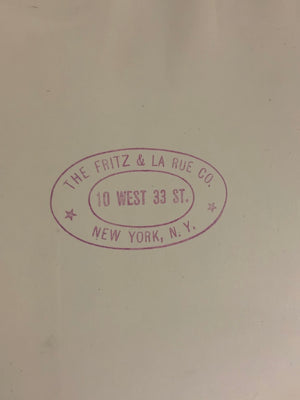 THE FRITZ & LA RUE CO.
10 WEST 33 ST.
NEW YORK, N.Y.